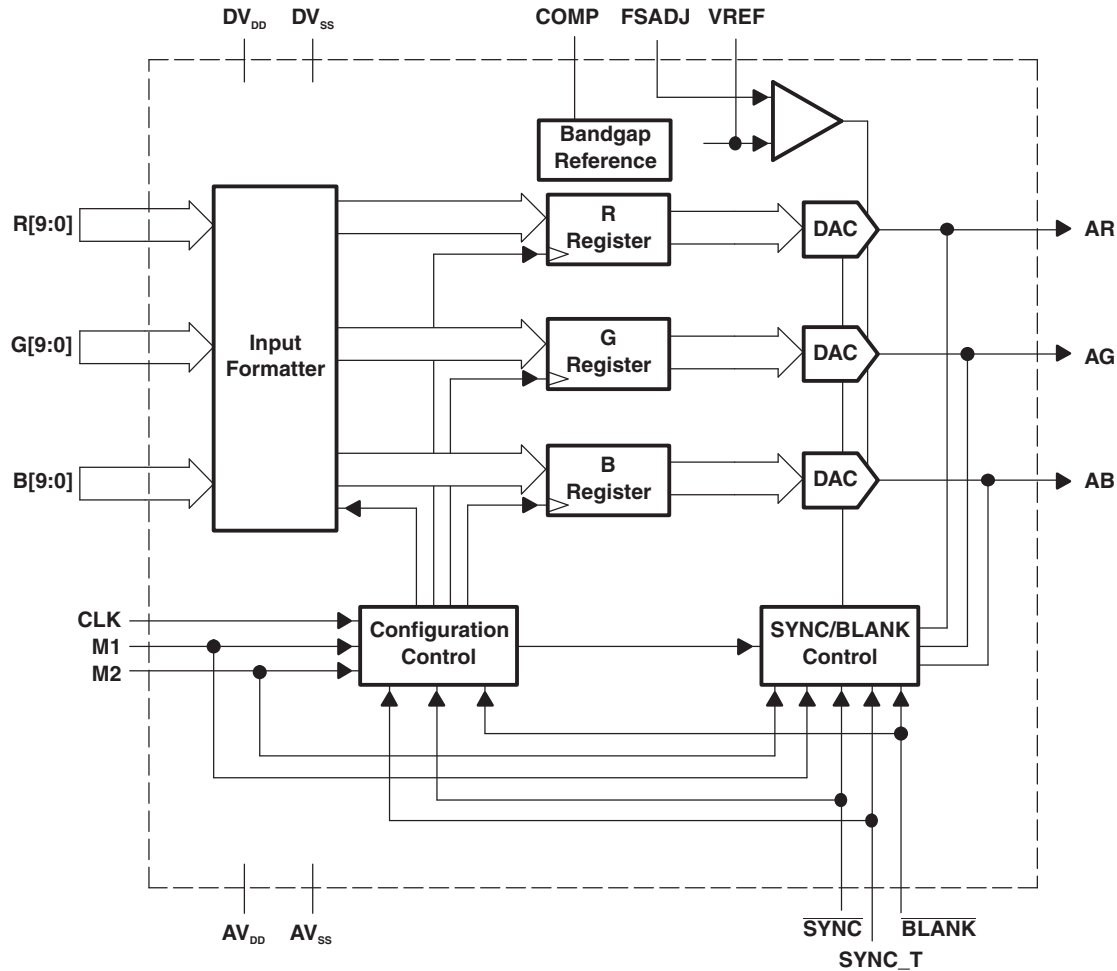 DVDD DVSS COMP FSADJ VREF
Bandgap
Reference
R[9:0]
Input
Formatter
R
Register
DAC
AR
G[9:0]
G
Register
DAC
AG
B[9:0]
B
Register
DAC
AB
CLK
M1
M2
Configuration
Control
SYNC/BLANK
Control
AVDD AVSS
SYNC
BLANK
SYNC_T